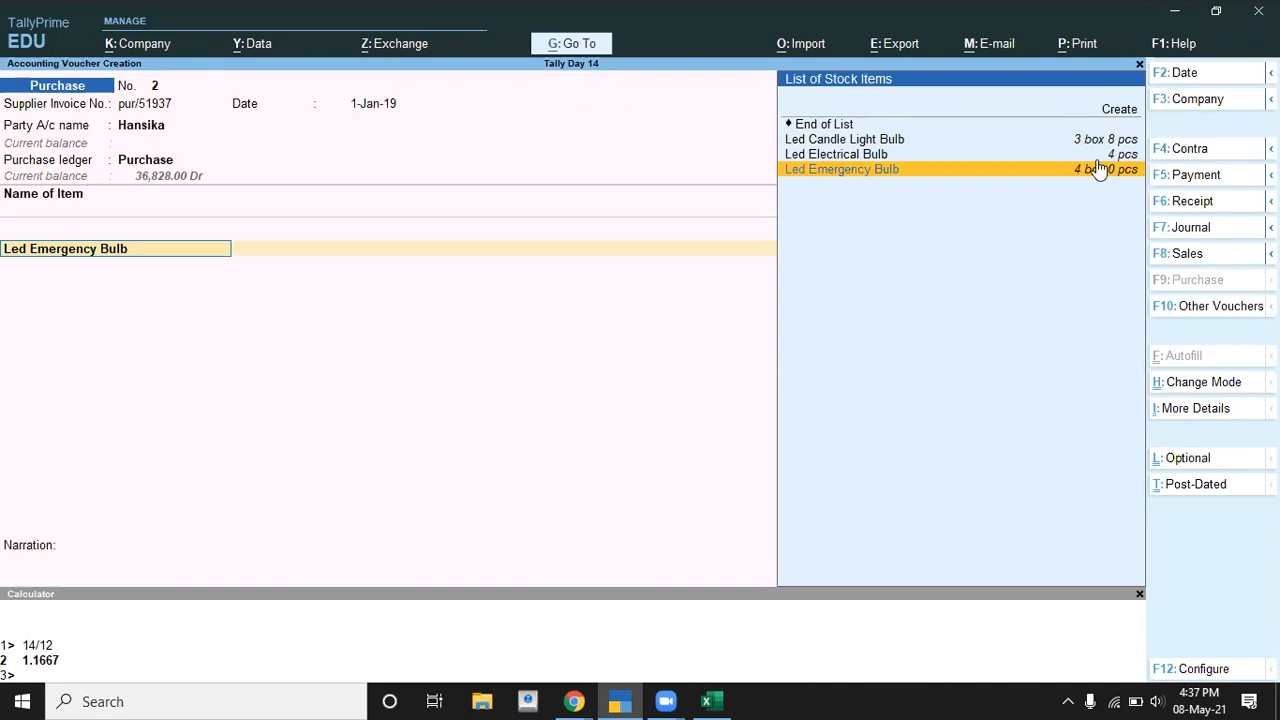 TallyPrime
EDU
MANAGE
K: Company
Y: Data
Z: Exchange
G: Go To
O: Import
E: Export
M: E-mail
P: Print
F1: Help
Accounting Voucher Creation
Tally Day 14
Purchase No. 2
Supplier Invoice No.: pur/51937 Date : 1-Jan-19
Party A/c name : Hansika
Current balance :
Purchase ledger : Purchase
Current balance : 36,828.00 Dr
Name of Item
Led Emergency Bulb
Narration:
List of Stock Items
Create
♦ End of List
Led Candle Light Bulb 3 box 8 pcs
Led Electrical Bulb 4 pcs
Led Emergency Bulb 4 0 pcs
F2: Date
F3: Company
F4: Contra
F5: Payment
F6: Receipt
F7: Journal
F8: Sales
F9: Purchase
F10: Other Vouchers
F: Autofill
H: Change Mode
I: More Details
L: Optional
T: Post-Dated
F12: Configure
Calculator
1> 14/12
2 1.1667
3>
Search
4:37 PM
08-May-21